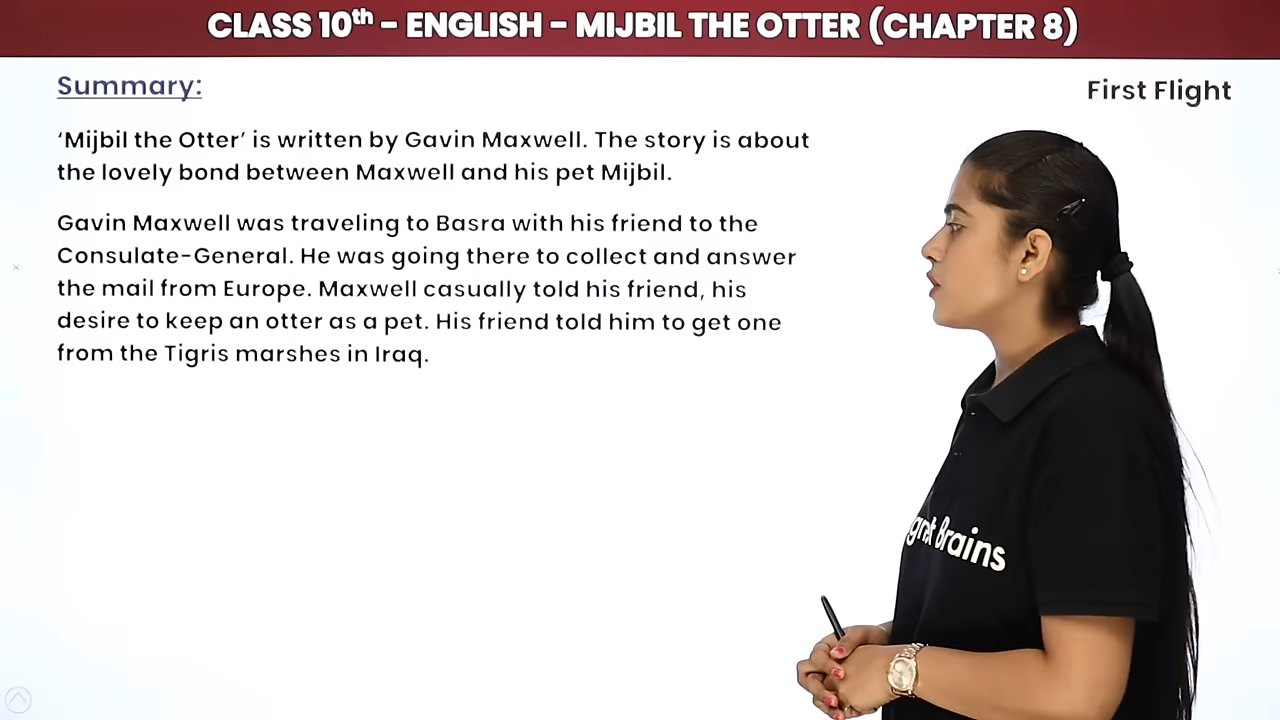 CLASS 10th - ENGLISH - MIJBIL THE OTTER (CHAPTER 8)
Summary:
First Flight
‘Mijbil the Otter’ is written by Gavin Maxwell. The story is about
the lovely bond between Maxwell and his pet Mijbil.
Gavin Maxwell was traveling to Basra with his friend to the
Consulate-General. He was going there to collect and answer
the mail from Europe. Maxwell casually told his friend, his
desire to keep an otter as a pet. His friend told him to get one
from the Tigris marshes in Iraq.
Brains